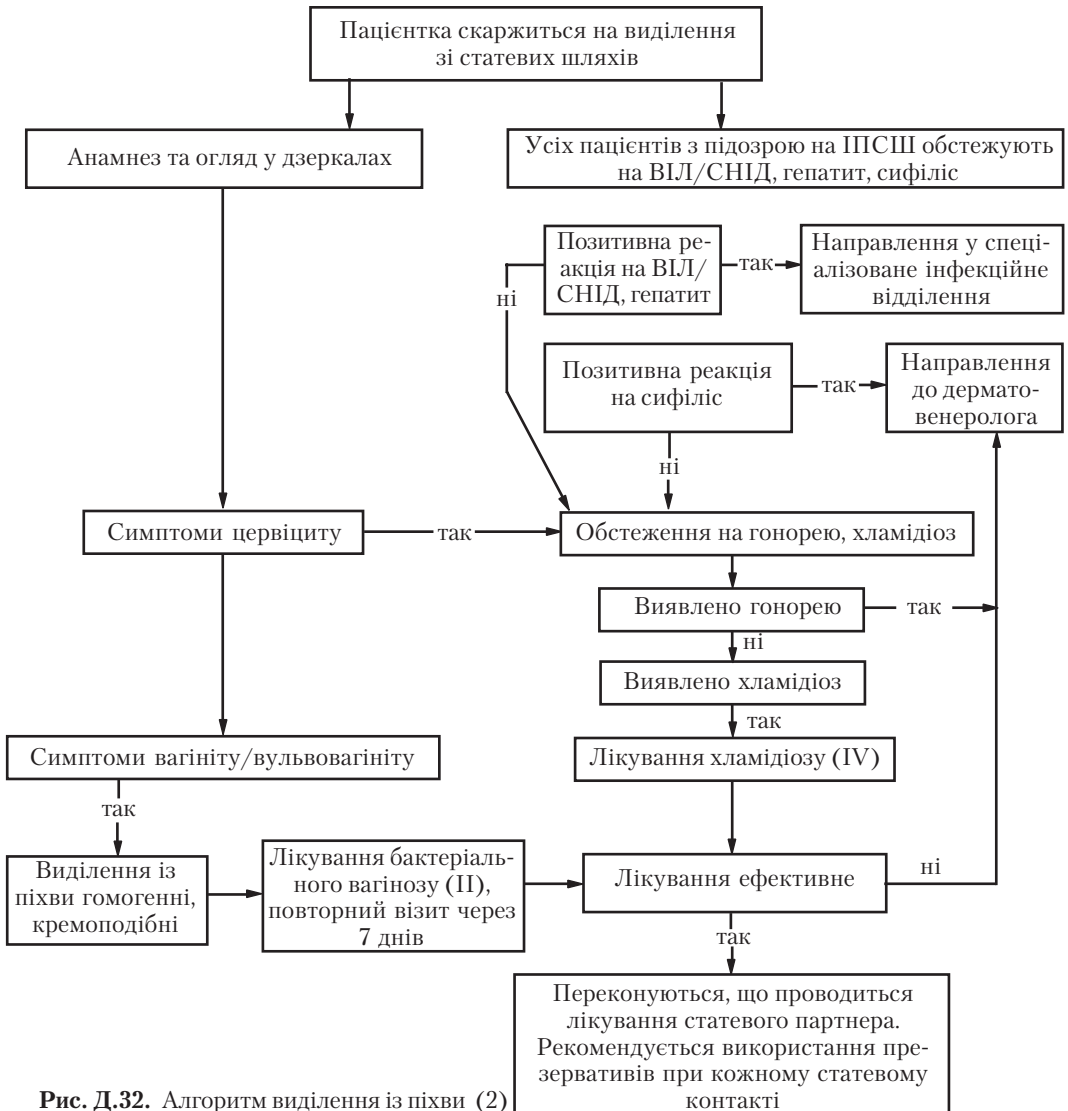 Пацієнтка скаржиться на виділення
зі статевих шляхів
Анамнез та огляд у дзеркалах
Усіх пацієнтів з підозрою на ІПСШ обстежують
на ВІЛ/СНІД, гепатит, сифіліс
Позитивна ре-
акція на ВІЛ/
СНІД, гепатит
так
Направлення у спеці-
алізоване інфекційне
відділення
ні
Позитивна реакція
на сифіліс
так
Направлення
до дермато-
венеролога
ні
Симптоми цервіциту
так
Обстеження на гонорею, хламідіоз
Виявлено гонорею
так
ні
Виявлено хламідіоз
так
Симптоми вагініту/вульвовагініту
Лікування хламідіозу (IV)
так
Виділення із
піхви гомогенні,
кремоподібні
Лікування бактеріаль-
ного вагінозу (II),
повторний візит через
7 днів
Лікування ефективне
ні
так
Переконуються, що проводиться
лікування статевого партнера.
Рекомендується використання пре-
зервативів при кожному статевому
контакті
Рис. Д.32. Алгоритм виділення із піхви (2)